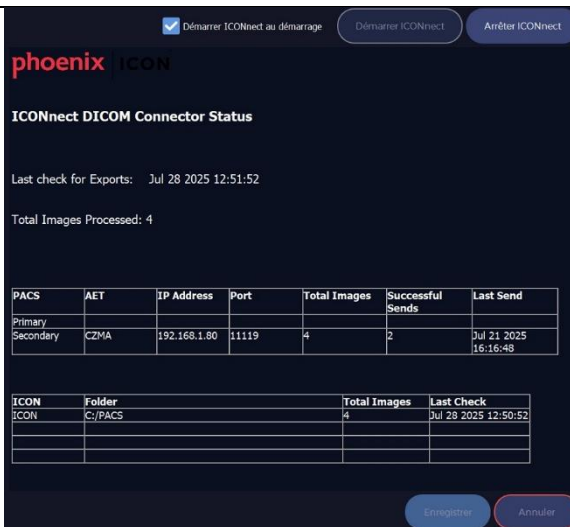 Démarrer ICONnect au démarrage Démarrer ICONnect Arrêter ICONnect
phoenix ICON
ICONnect DICOM Connector Status
Last check for Exports: Jul 28 2025 12:51:52
Total Images Processed: 4
PACS AET IP Address Port Total Images Successful Sends Last Send
Primary
Secondary CZMA 192.168.1.80 11119 4 2 Jul 21 2025 16:16:48
ICON Folder Total Images Last Check
ICON C:/PACS 4 Jul 28 2025 12:50:52
Enregistrer Annuler